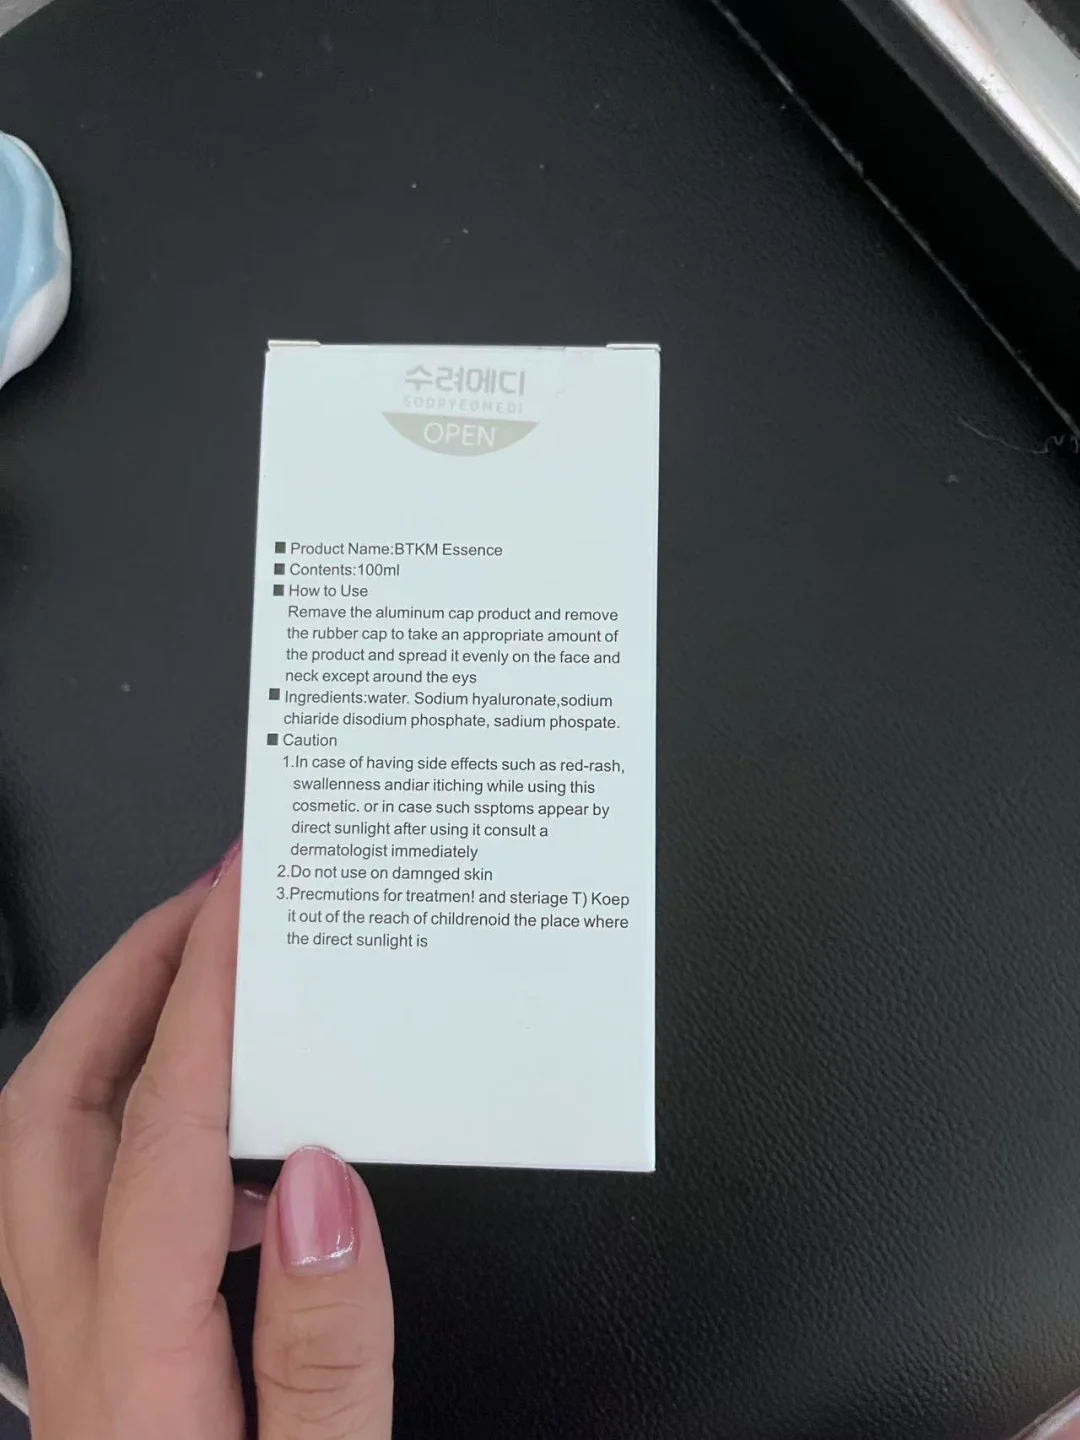 수려메디
SOORYEOMEDI
OPEN
■ Product Name:BTKM Essence
■ Contents:100ml
■ How to Use
Remave the aluminum cap product and remove
the rubber cap to take an appropriate amount of
the product and spread it evenly on the face and
neck except around the eys
■ Ingredients:water. Sodium hyaluronate,sodium
chiaride disodium phosphate, sadium phospate.
■ Caution
1.In case of having side effects such as red-rash,
swallenness andiar itiching while using this
cosmetic. or in case such ssptoms appear by
direct sunlight after using it consult a
dermatologist immediately
2.Do not use on damnged skin
3.Precmutions for treatmen! and steriage T) Koep
it out of the reach of childrenoid the place where
the direct sunlight is